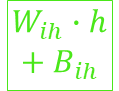 W_{ih} · h
+ B_{ih}